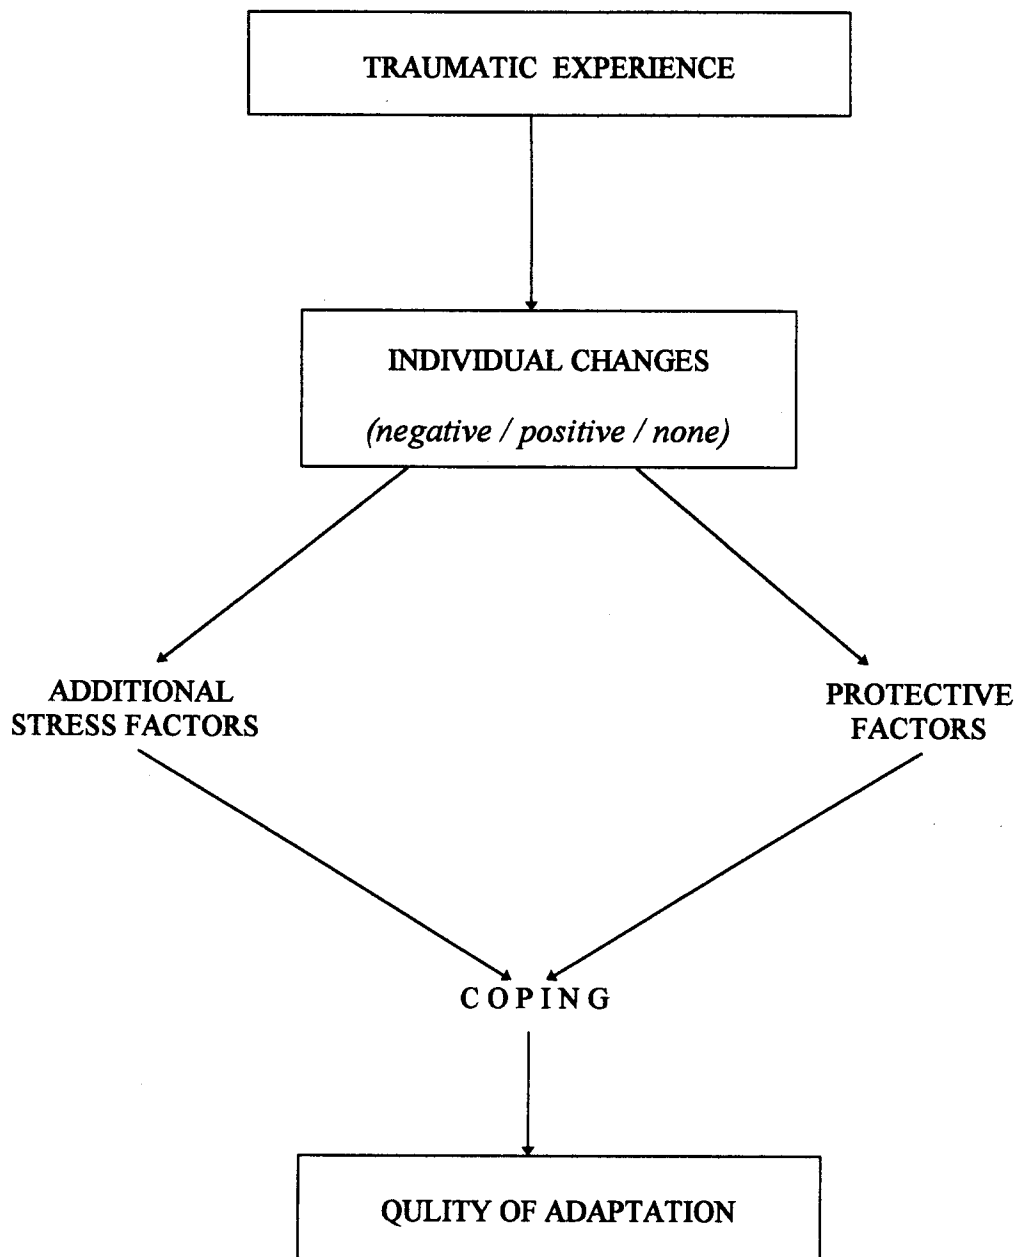 TRAUMATIC EXPERIENCE
INDIVIDUAL CHANGES
(negative / positive / none)
ADDITIONAL
STRESS FACTORS
PROTECTIVE
FACTORS
C O P I N G
QULITY OF ADAPTATION